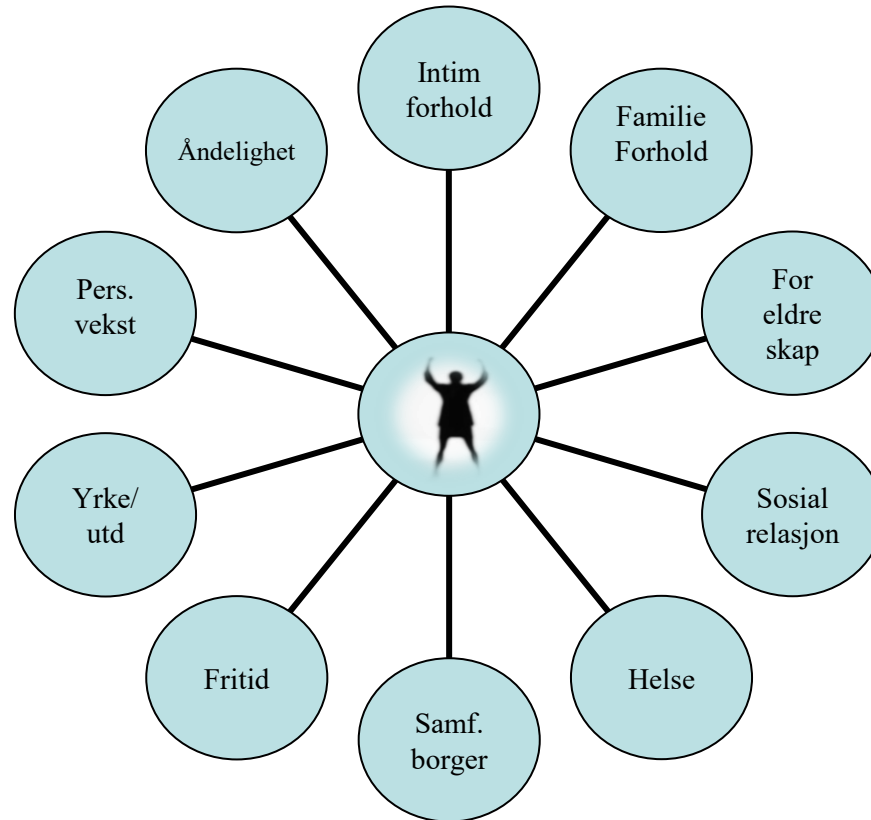 Intim
forhold
Familie
Forhold
For
eldre
skap
Sosial
relasjon
Helse
Samf.
borger
Fritid
Yrke/
utd
Pers.
vekst
Åndelighet